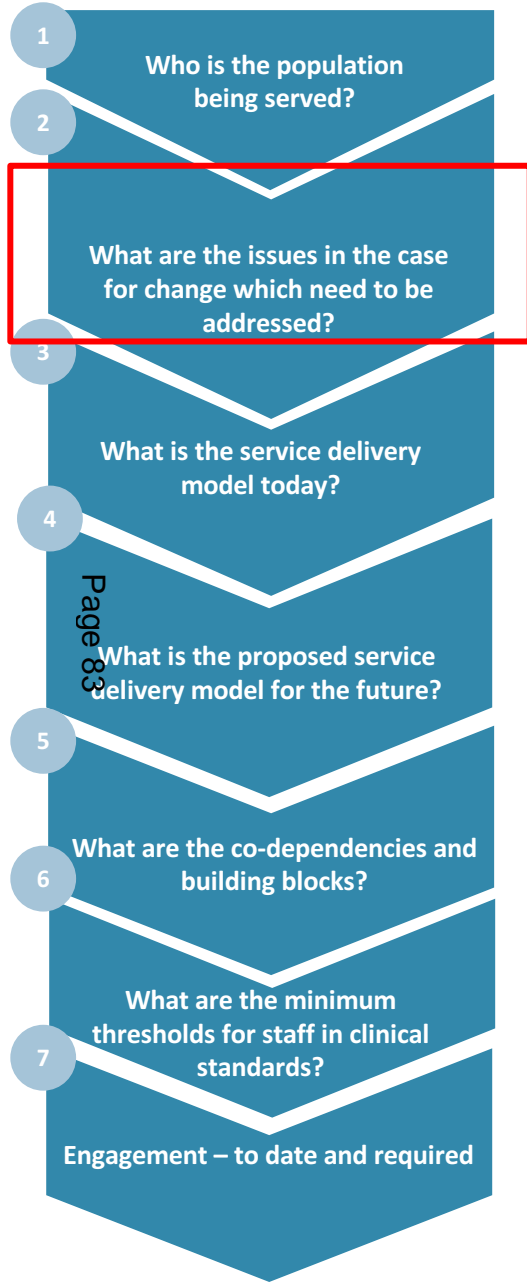 1
Who is the population
being served?
2
What are the issues in the case
for change which need to be
addressed?
3
What is the service delivery
model today?
4
Page 83
What is the proposed service
delivery model for the future?
5
What are the co-dependencies and
building blocks?
6
What are the minimum
thresholds for staff in clinical
standards?
7
Engagement – to date and required